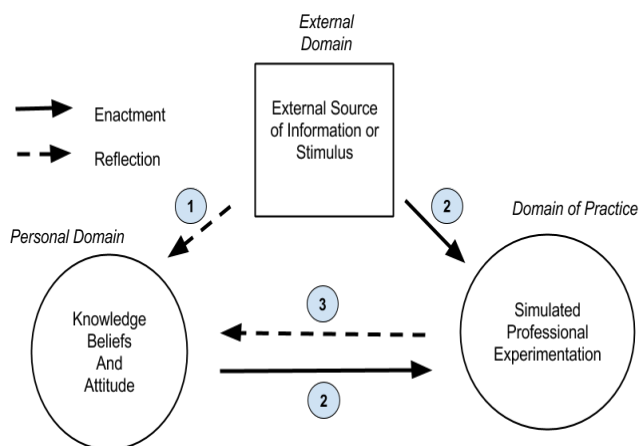 External
Domain
Enactment
Reflection
External Source
of Information or
Stimulus
1
2
Domain of Practice
Personal Domain
Knowledge
Beliefs
And
Attitude
3
2
Simulated
Professional
Experimentation